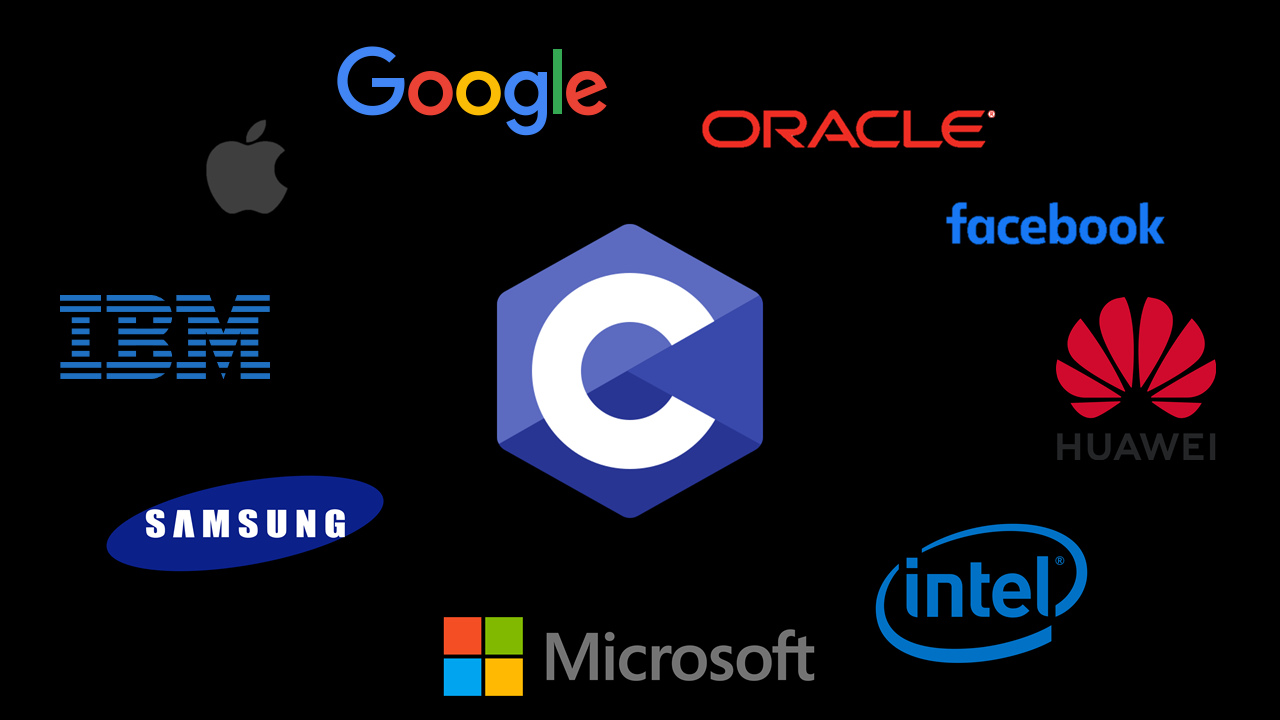 Google
ORACLE®
facebook
IBM
C
HUAWEI
SAMSUNG
intel®
Microsoft